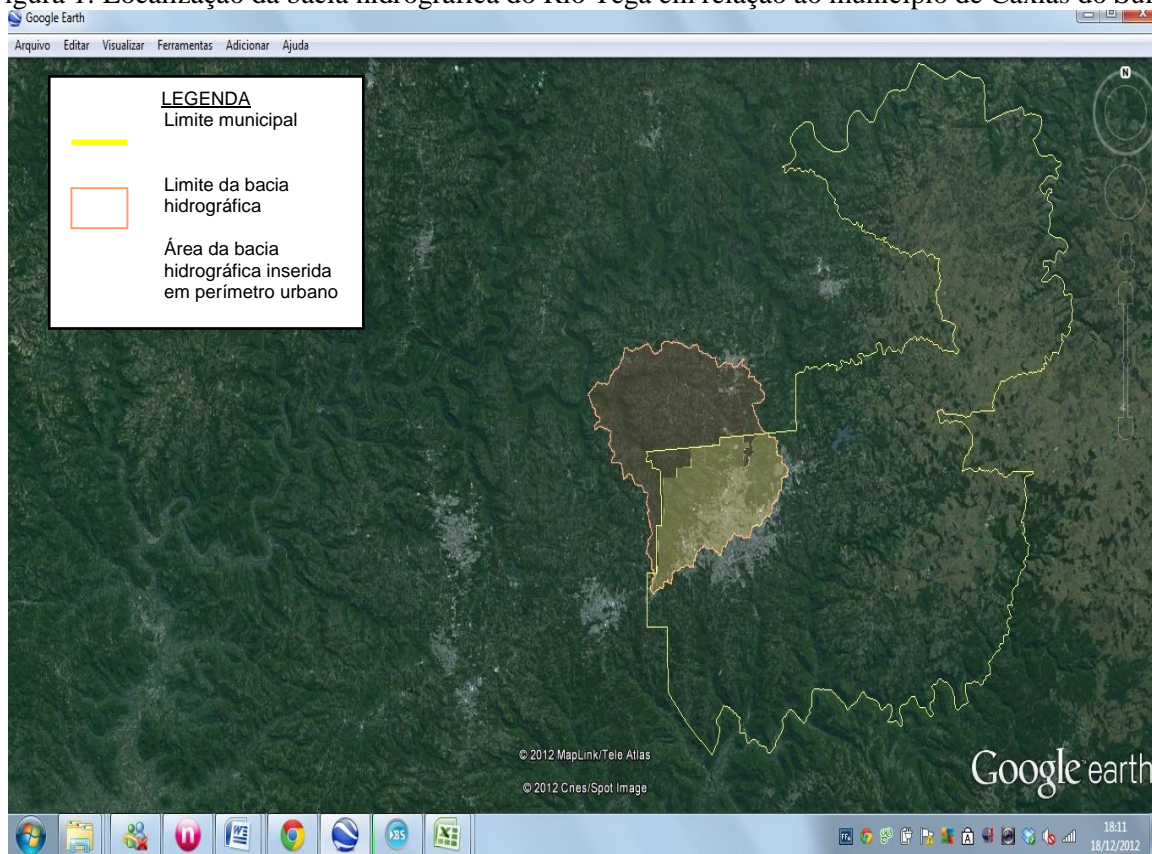 igura 1: Localização da bacia hidrográfica do Rio Tega em relação ao município de Caxias do Sul
Google Earth
Arquivo Editar Visualizar Ferramentas Adicionar Ajuda
N
LEGENDA
Limite municipal
Limite da bacia
hidrográfica
Área da bacia
hidrográfica inserida
em perímetro urbano
© 2012 MapLink/Tele Atlas
© 2012 Cnes/Spot Image
Google earth
18:11
18/12/2012